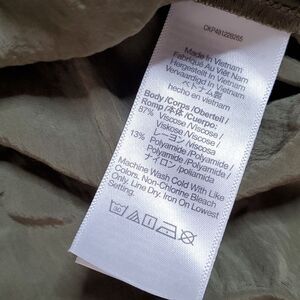 CKP481228265
Made In Vietnam
Fabriqué Au Viêt Nam
Hergestellt In Vietnam
Vervaardigd In Vietnam
ベトナム製
hecho en vietnam
Body /Corps /Oberteil /
Romp /本体 /Cuerpo:
87% Viscose /Viscose /
Viskose /Viscose /
レーヨン /Viscosa
13% Polyamide /Polyamide /
Polyamid /Polyamide /
ナイロン /poliamida
Machine Wash Cold With Like
Colors. Non-Chlorine Bleach
Only. Line Dry. Iron On Lowest
Setting.